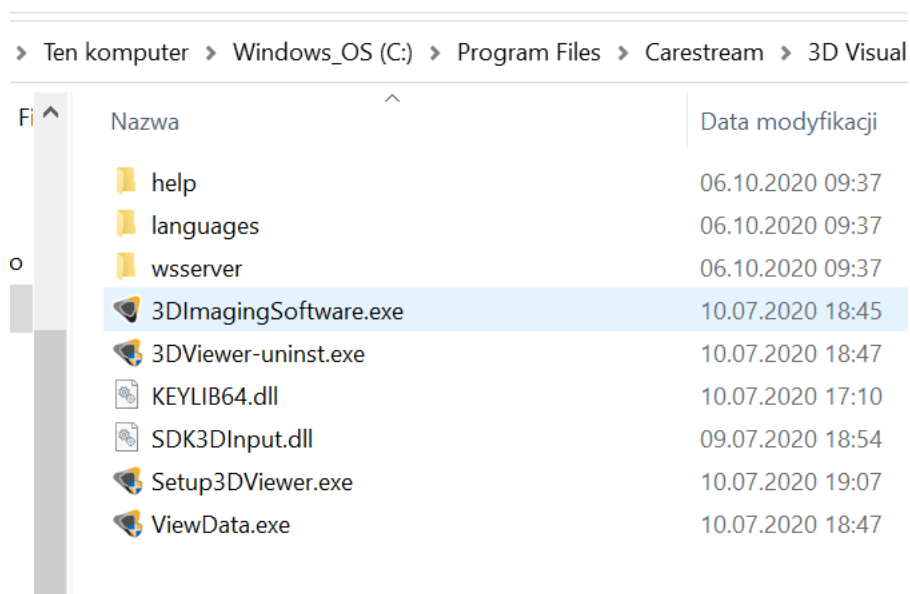 > Ten komputer > Windows_OS (C:) > Program Files > Carestream > 3D Visual
Fi
Nazwa Data modyfikacji
help 06.10.2020 09:37
languages 06.10.2020 09:37
o
wsserver 06.10.2020 09:37
3DImagingSoftware.exe 10.07.2020 18:45
3DViewer-uninst.exe 10.07.2020 18:47
KEYLIB64.dll 10.07.2020 17:10
SDK3DInput.dll 09.07.2020 18:54
Setup3DViewer.exe 10.07.2020 19:07
ViewData.exe 10.07.2020 18:47